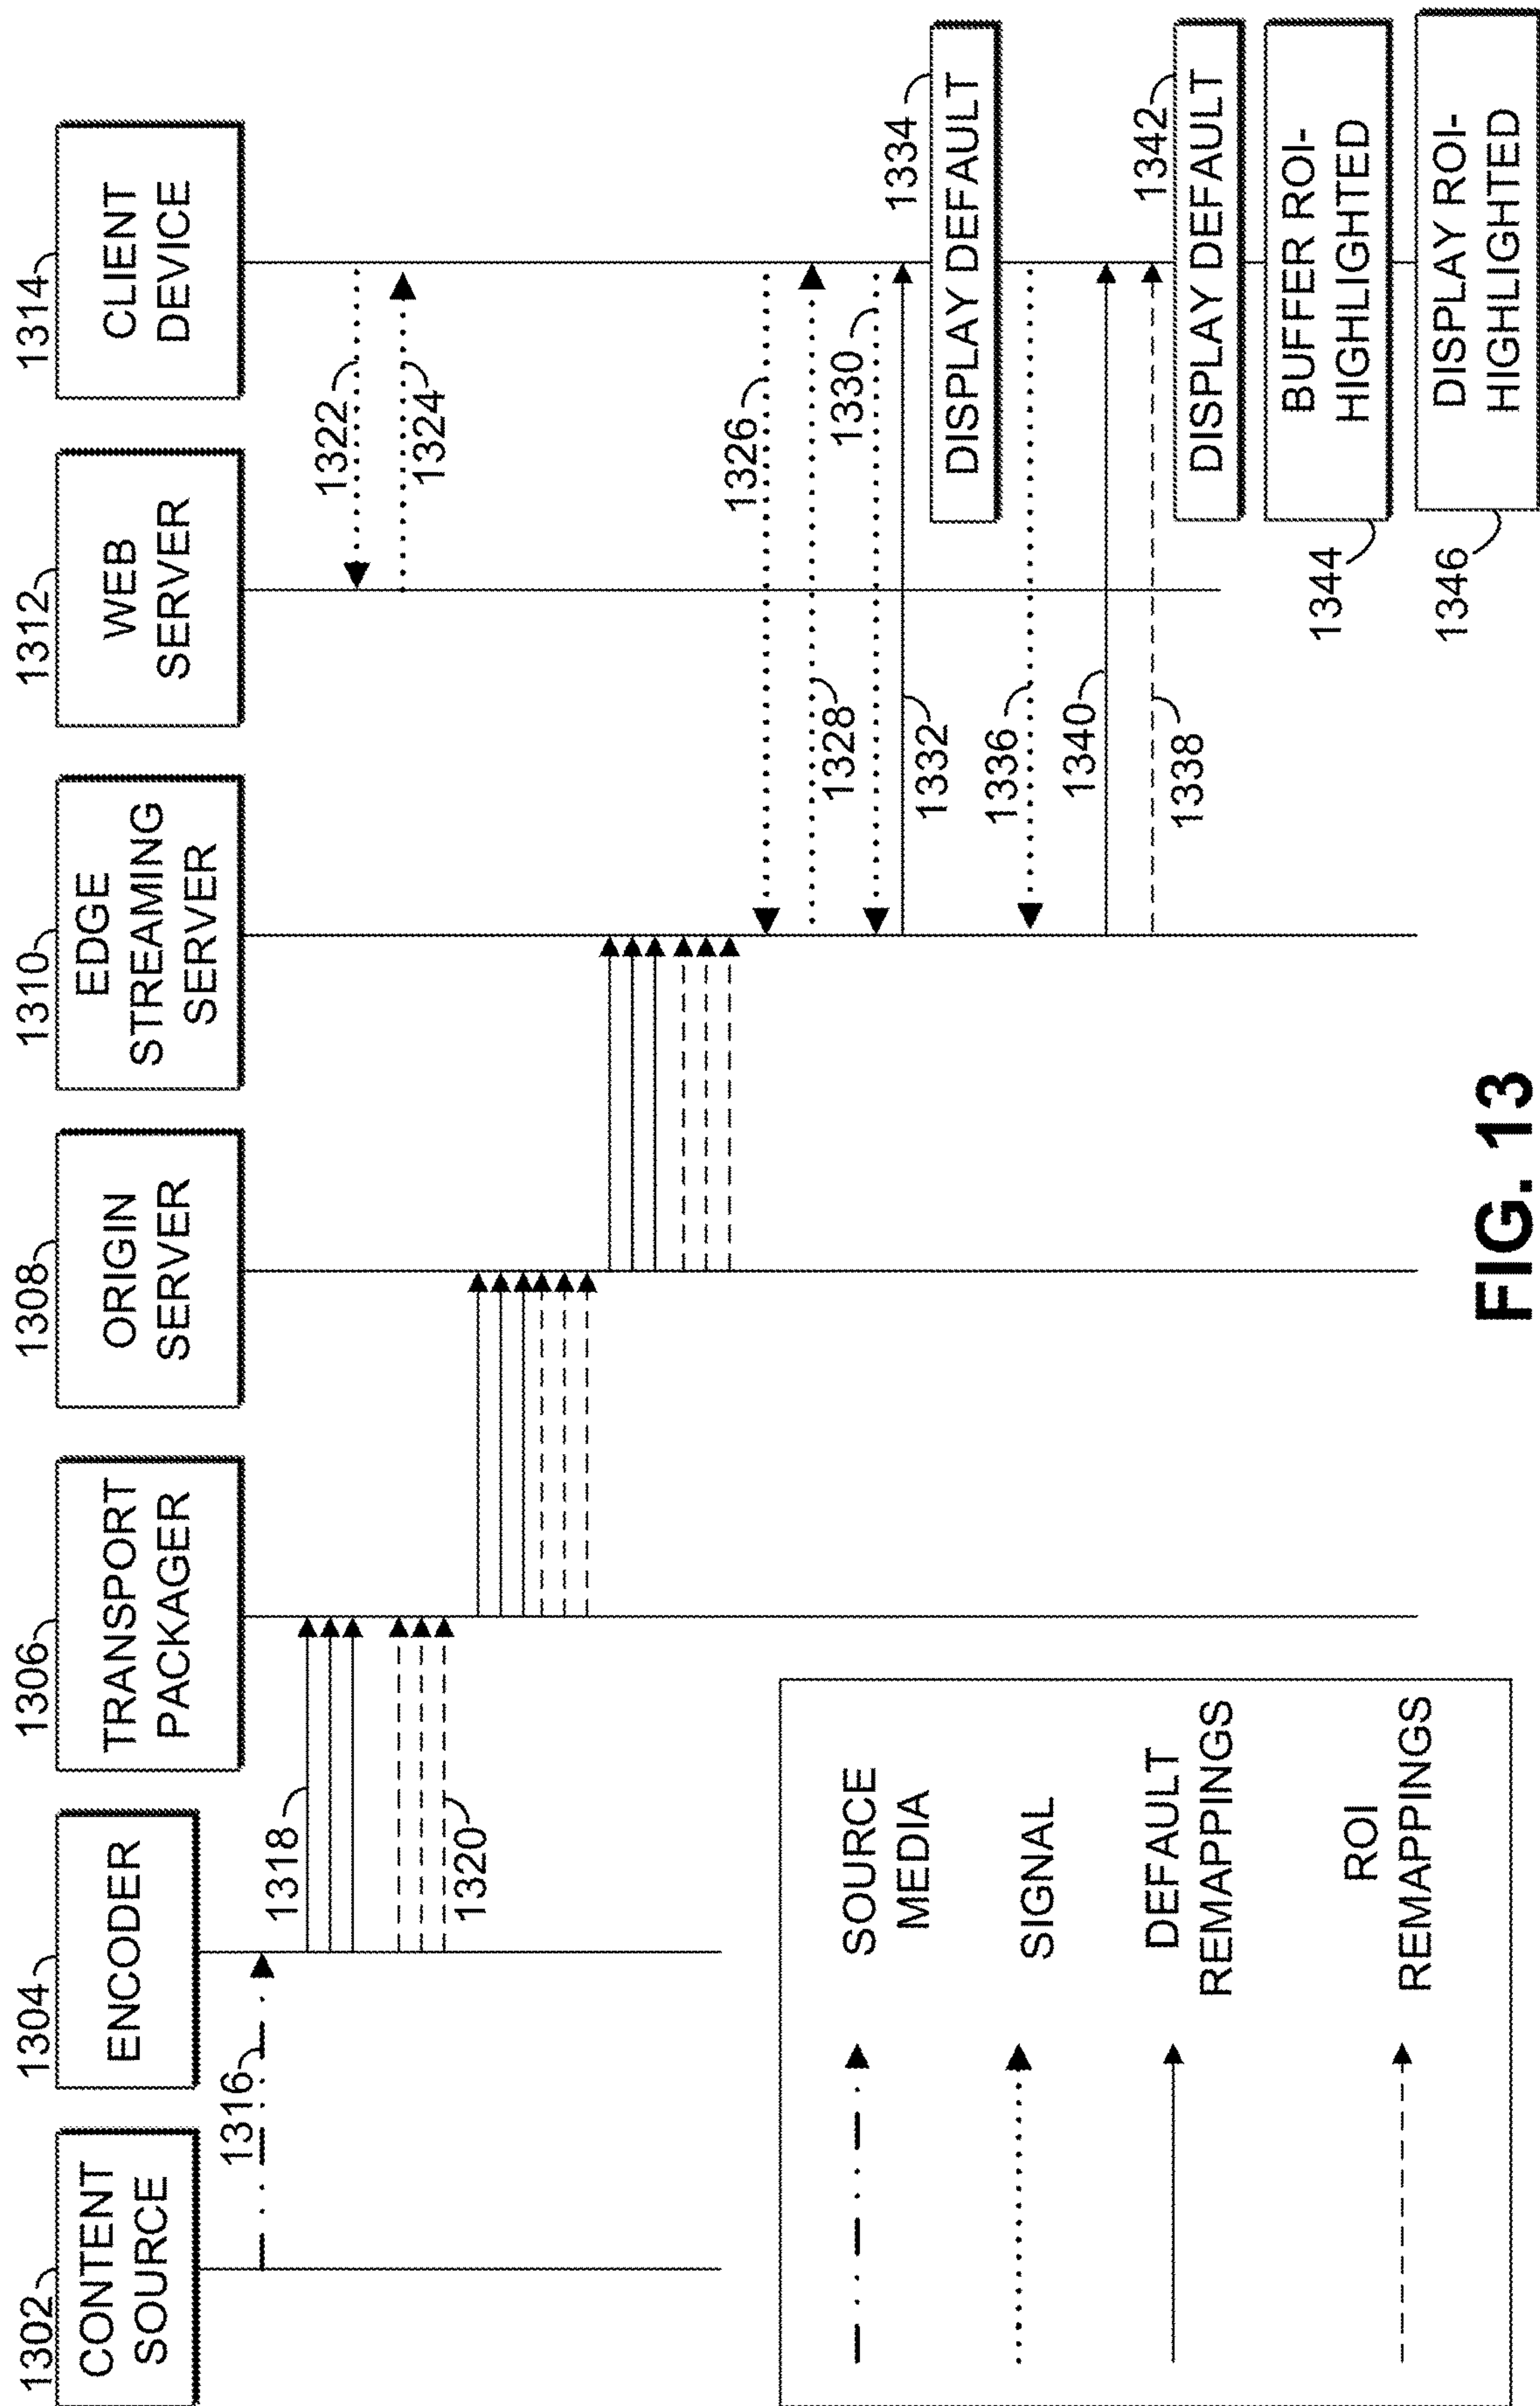 1302
CONTENT
SOURCE
1304
ENCODER
1306
TRANSPORT
PACKAGER
1308
ORIGIN
SERVER
1310
EDGE
STREAMING
SERVER
1312
WEB
SERVER
1314
CLIENT
DEVICE
1316
1318
1320
1322
1324
1326
1328
1330
1332
1334
DISPLAY DEFAULT
1336
1340
1338
1342
DISPLAY DEFAULT
BUFFER ROI-
HIGHLIGHTED
1344
DISPLAY ROI-
HIGHLIGHTED
1346
SOURCE
MEDIA
SIGNAL
DEFAULT
REMAPPINGS
ROI
REMAPPINGS
FIG. 13